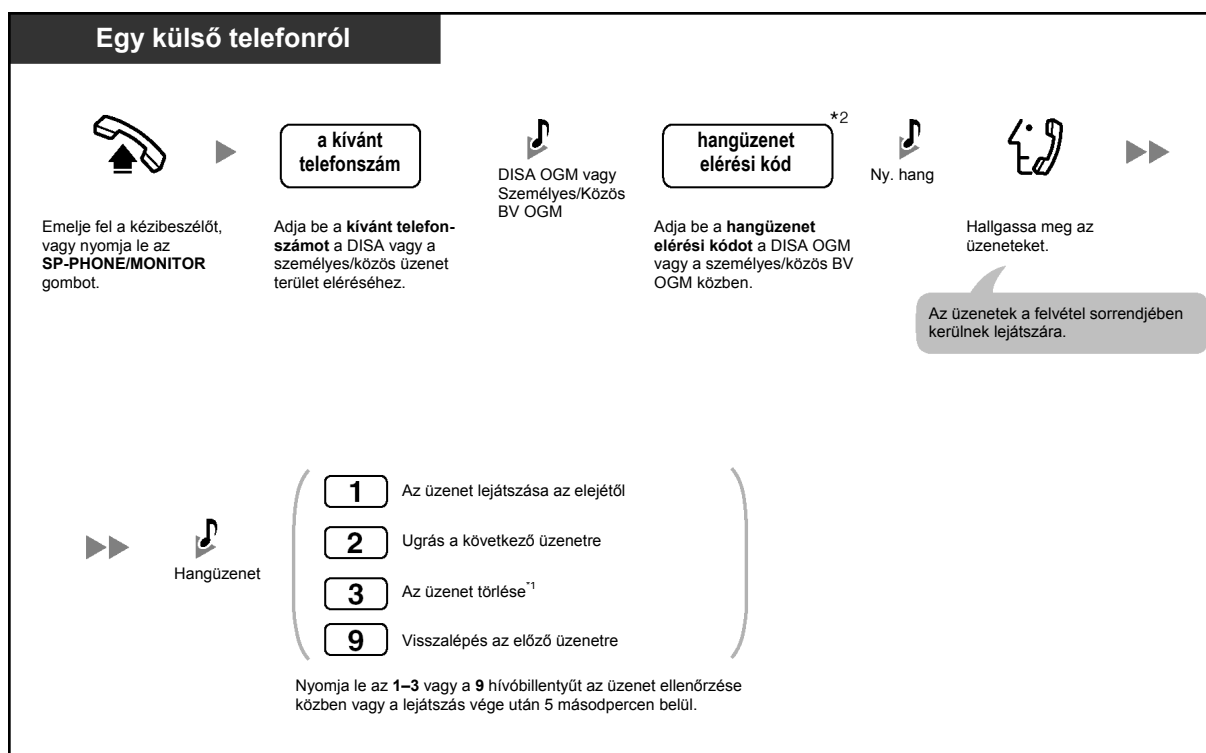 Egy külső telefonról
a kívánt
telefonszám
DISA OGM vagy
Személyes/Közös
BV OGM
hangüzenet
elérési kód
*2
Ny. hang
Emelje fel a kézibeszélőt,
vagy nyomja le az
SP-PHONE/MONITOR
gombot.
Adja be a kívánt telefon-
számot a DISA vagy a
személyes/közös üzenet
terület eléréséhez.
Adja be a hangüzenet
elérési kódot a DISA OGM
vagy a személyes/közös BV
OGM közben.
Hallgassa meg az
üzeneteket.
Az üzenetek a felvétel sorrendjében
kerülnek lejátszára.
Hangüzenet
1 Az üzenet lejátszása az elejétől
2 Ugrás a következő üzenetre
3 Az üzenet törlése*1
9 Visszalépés az előző üzenetre
Nyomja le az 1–3 vagy a 9 hívóbillentyűt az üzenet ellenőrzése
közben vagy a lejátszás vége után 5 másodpercen belül.